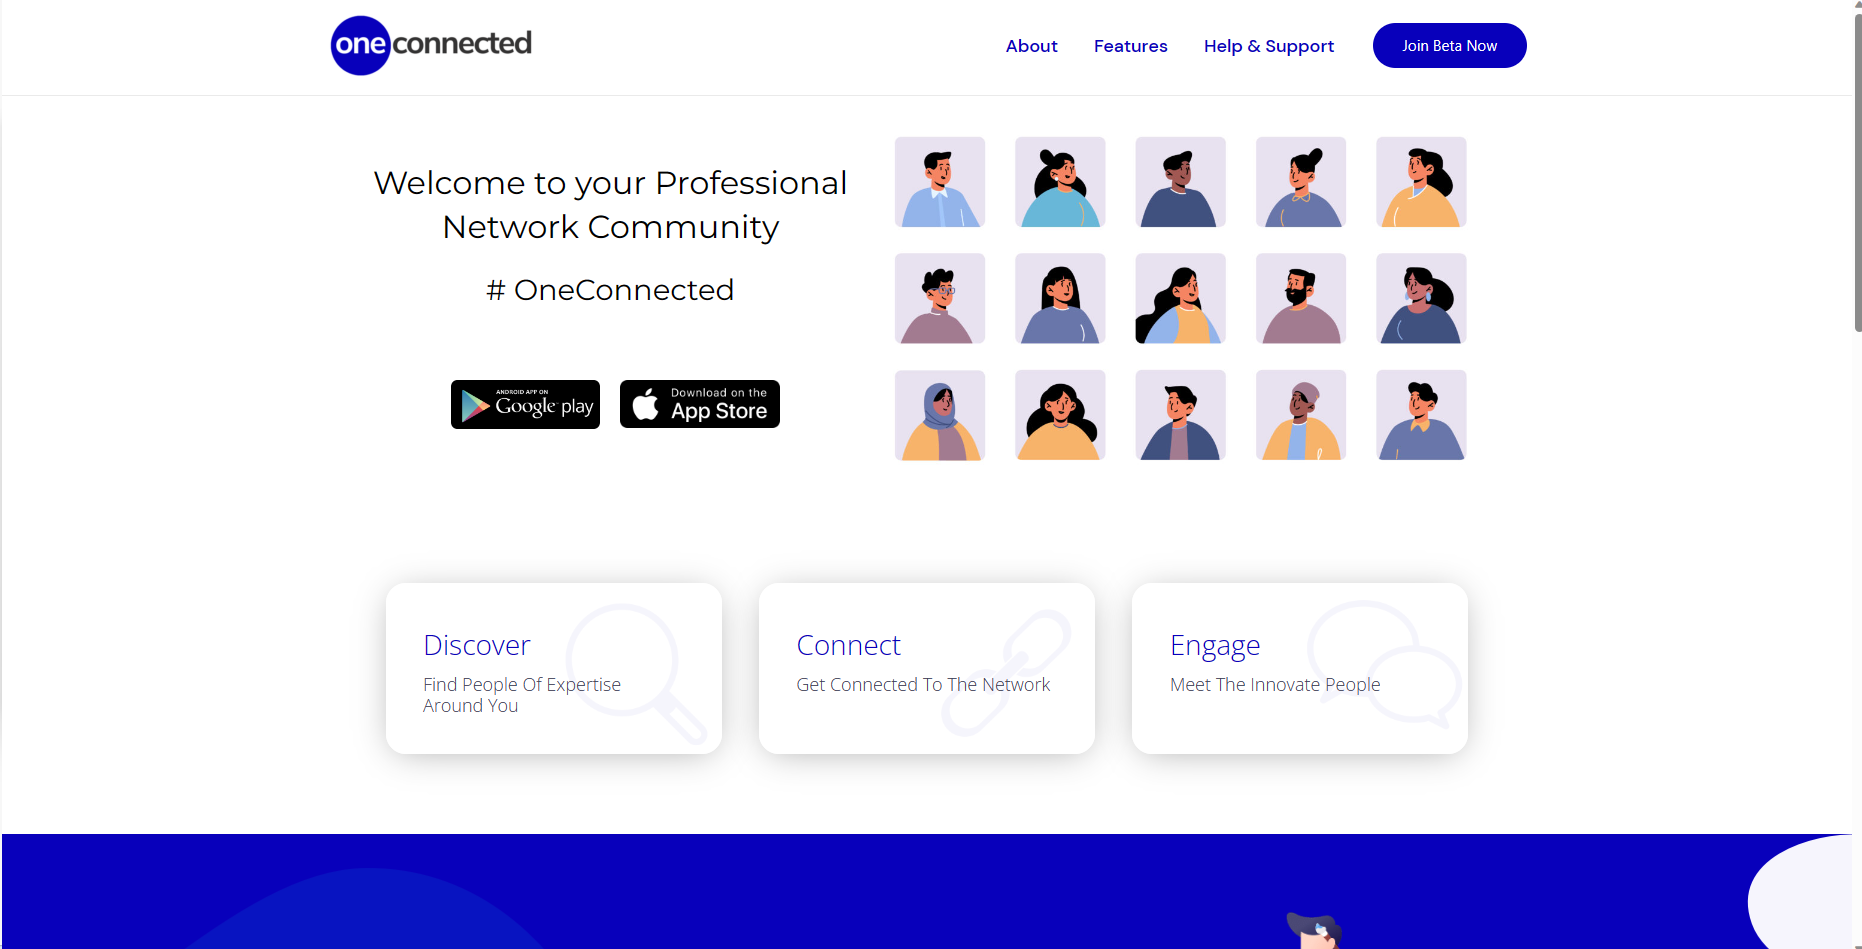 oneconnected
About
Features
Help & Support
Join Beta Now
Welcome to your Professional
Network Community
# OneConnected
ANDROID APP ON
Google play
Download on the
App Store
Discover
Find People Of Expertise
Around You
Connect
Get Connected To The Network
Engage
Meet The Innovate People